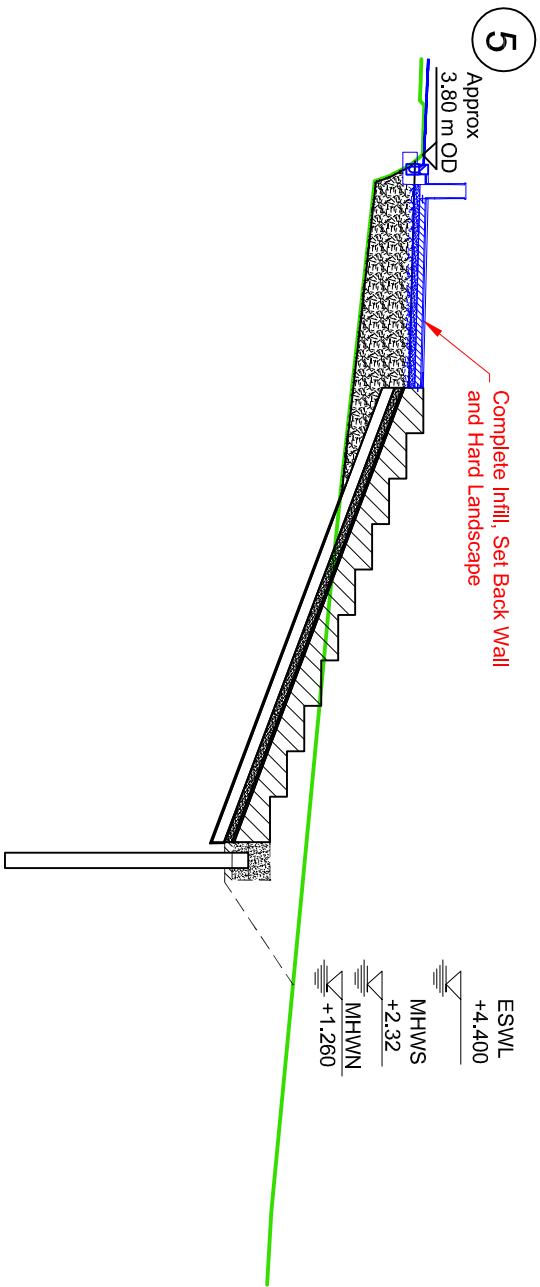 5
Approx
3.80 m OD
Complete Infill, Set Back Wall
and Hard Landscape
ESWL
+4.400
MHWS
+2.32
MHWN
+1.260